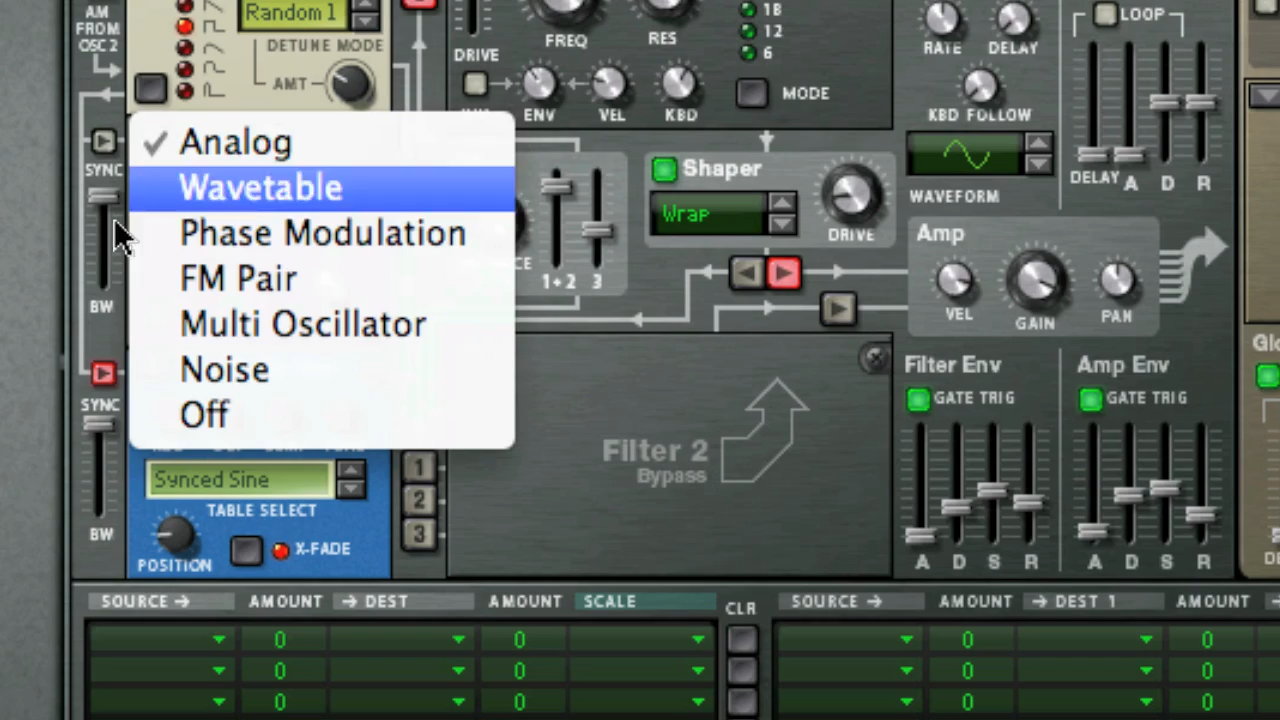 AM
FROM
OSC 2
Random 1
DETUNE MODE
AMT
SYNC
BW
SYNC
BW
Analog
Wavetable
Phase Modulation
FM Pair
Multi Oscillator
Noise
Off
Synced Sine
TABLE SELECT
POSITION
X-FADE
1
2
3
DRIVE
FREQ
RES
18
12
6
ENV
VEL
KBD
MODE
1+2 3
Shaper
Wrap
DRIVE
Filter 2
Bypass
RATE
DELAY
KBD FOLLOW
WAVEFORM
LOOP
DELAY A D R
Amp
VEL
GAIN
PAN
Filter Env
GATE TRIG
A D S R
Amp Env
GATE TRIG
A D S R
SOURCE AMOUNT DEST AMOUNT SCALE CLR SOURCE AMOUNT DEST 1 AMOUNT
0 0 0 0
0 0 0 0
0 0 0 0